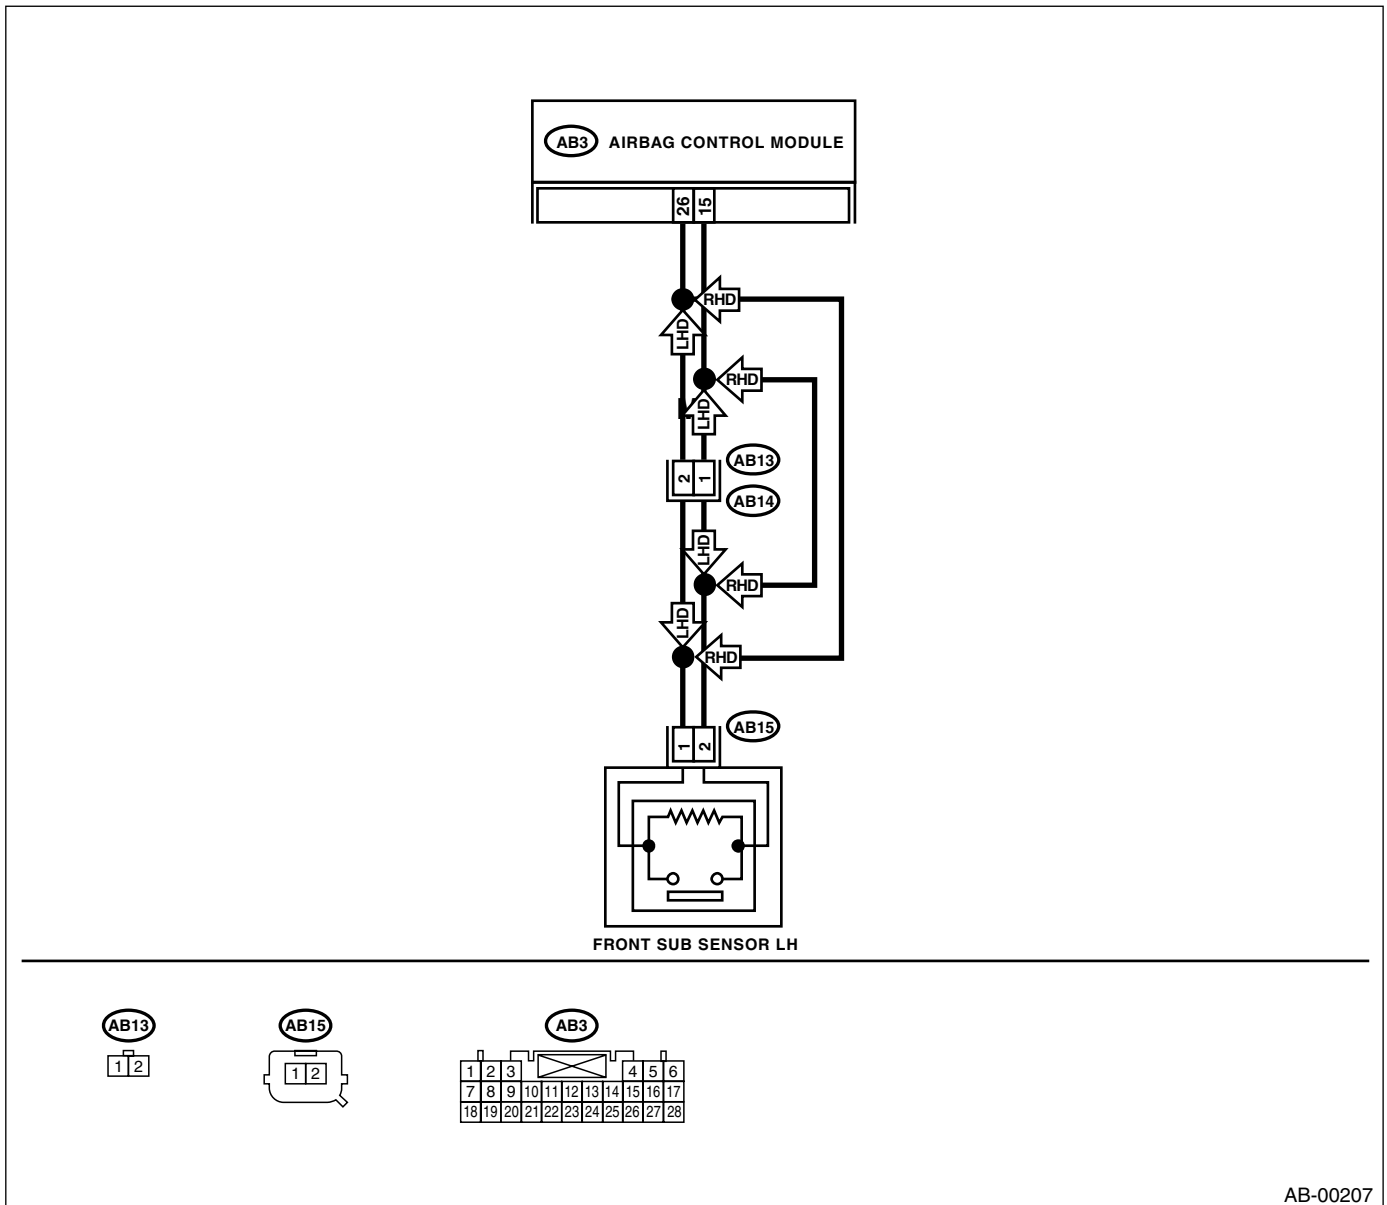 AB3 AIRBAG CONTROL MODULE
26 15
RHD
LHD
RHD
LHD
AB13
2 1
AB14
LHD
RHD
LHD
RHD
AB15
1 2
FRONT SUB SENSOR LH
AB13
AB15
AB3
1 2
1 2
1 2 3 4 5 6
7 8 9 10 11 12 13 14 15 16 17
18 19 20 21 22 23 24 25 26 27 28
AB-00207